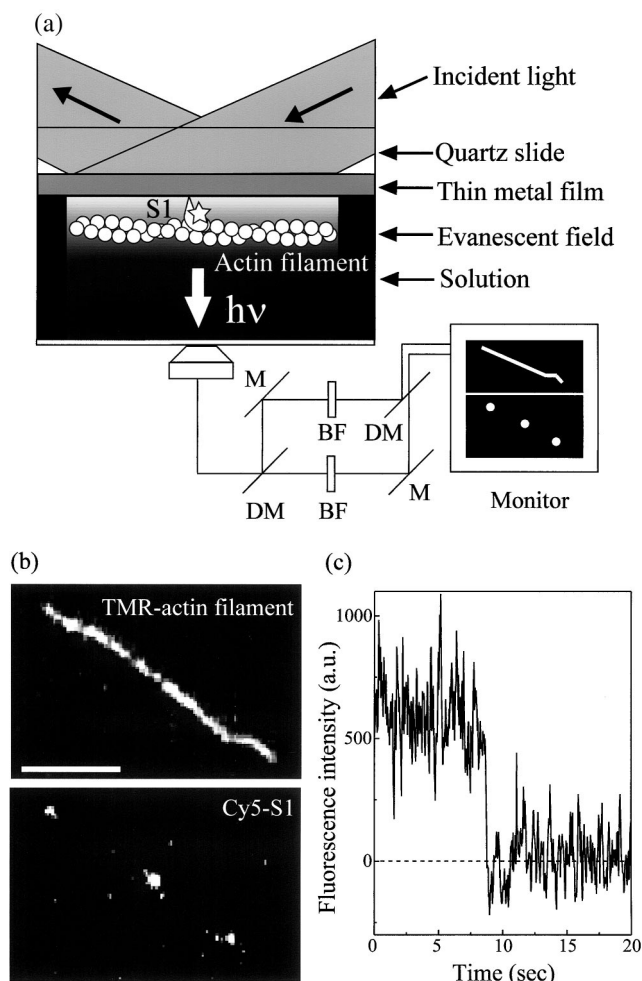 (a)
Incident light
Quartz slide
Thin metal film
S1
Evanescent field
Actin filament
Solution
hν
M
BF
DM
DM
BF
M
Monitor
(b)
TMR-actin filament
Cy5-S1
(c)
Fluorescence intensity (a.u.)
1000
500
0
0 5 10 15 20
Time (sec)